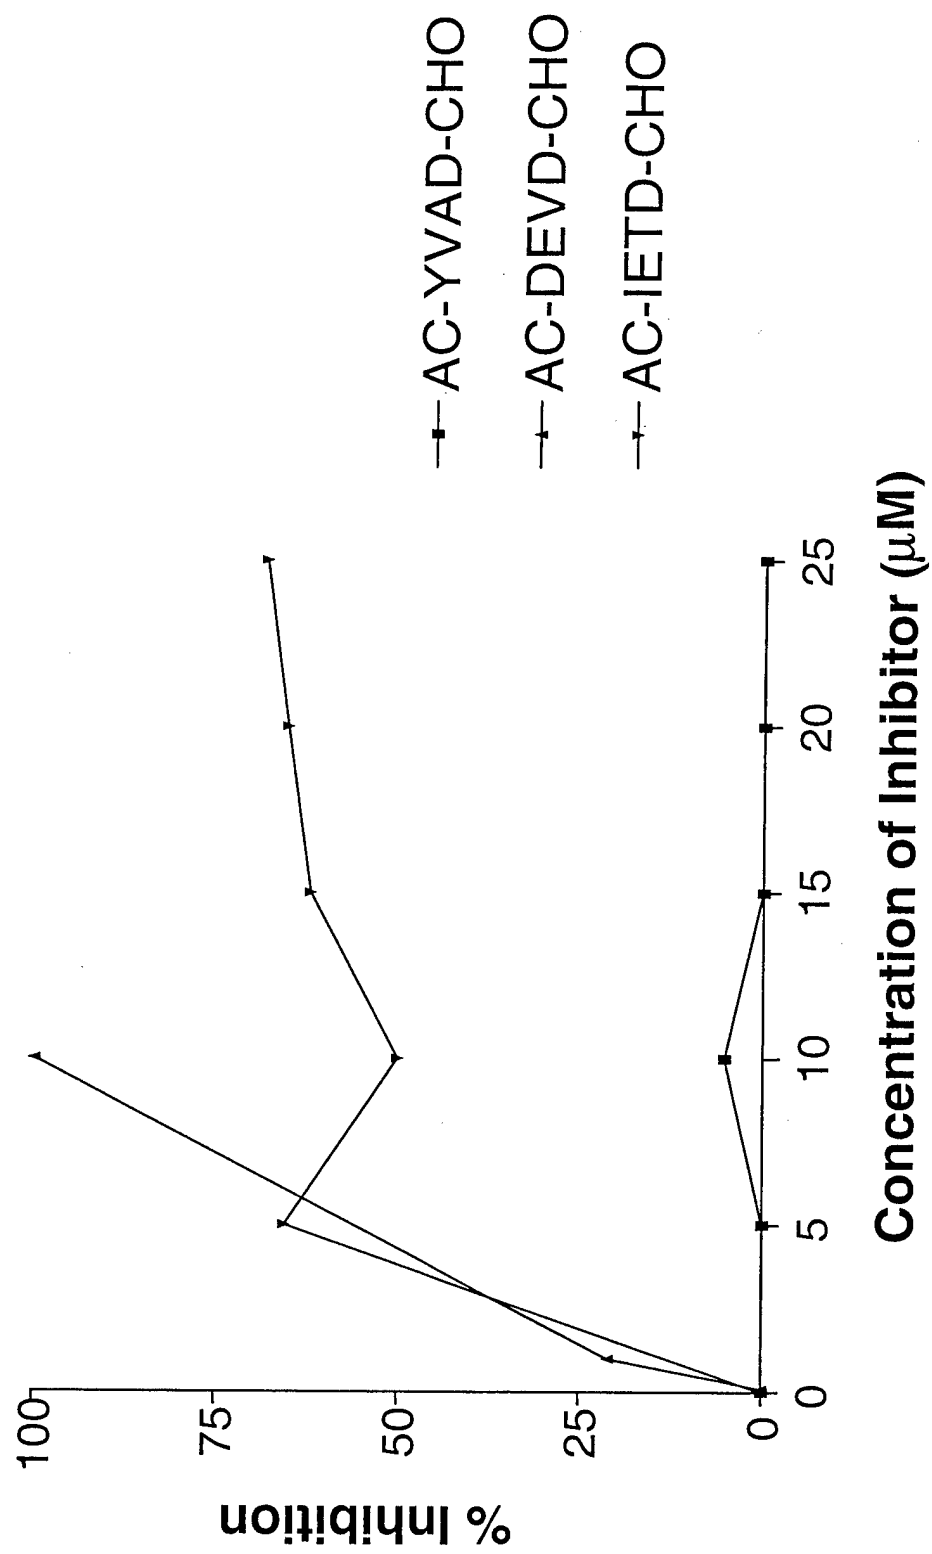 % Inhibition
100
75
50
25
0
0
5
10
15
20
25
Concentration of Inhibitor (µM)
AC-YVAD-CHO
AC-DEVD-CHO
AC-IETD-CHO